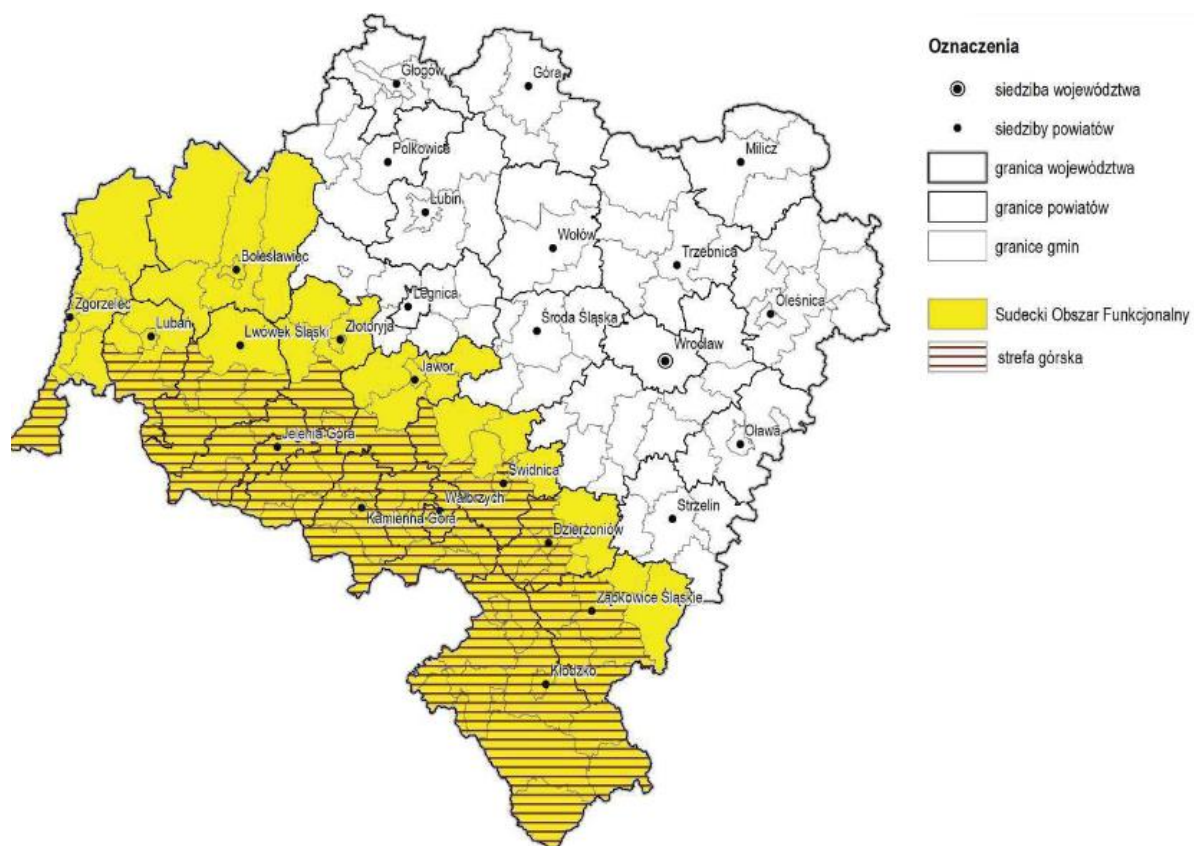 Głogów
Góra
Polkowice
Milicz
Lubin
Wołów
Trzebnica
Bolesławiec
Oleśnica
Zgorzelec
Legnica
Lubań
Lwówek Śląski
Złotoryja
Środa Śląska
Wrocław
Jawor
Jelenia Góra
Oława
Świdnica
Wałbrzych
Kamienna Góra
Strzelin
Dzierżoniów
Ząbkowice Śląskie
Kłodzko
Oznaczenia
siedziba województwa
siedziby powiatów
granica województwa
granice powiatów
granice gmin
Sudecki Obszar Funkcjonalny
strefa górska